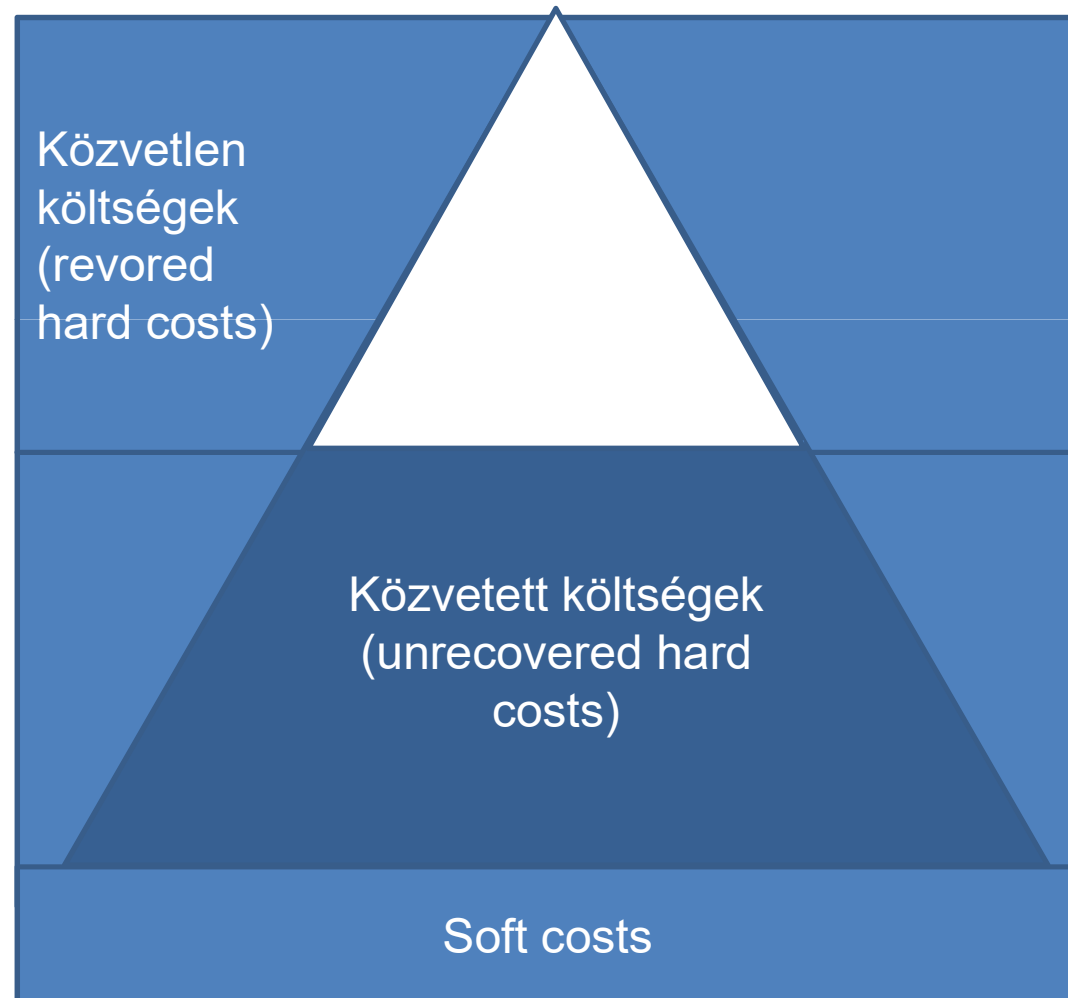 Közvetlen
költségek
(revored
hard costs)
Közvetett költségek
(unrecovered hard
costs)
Soft costs